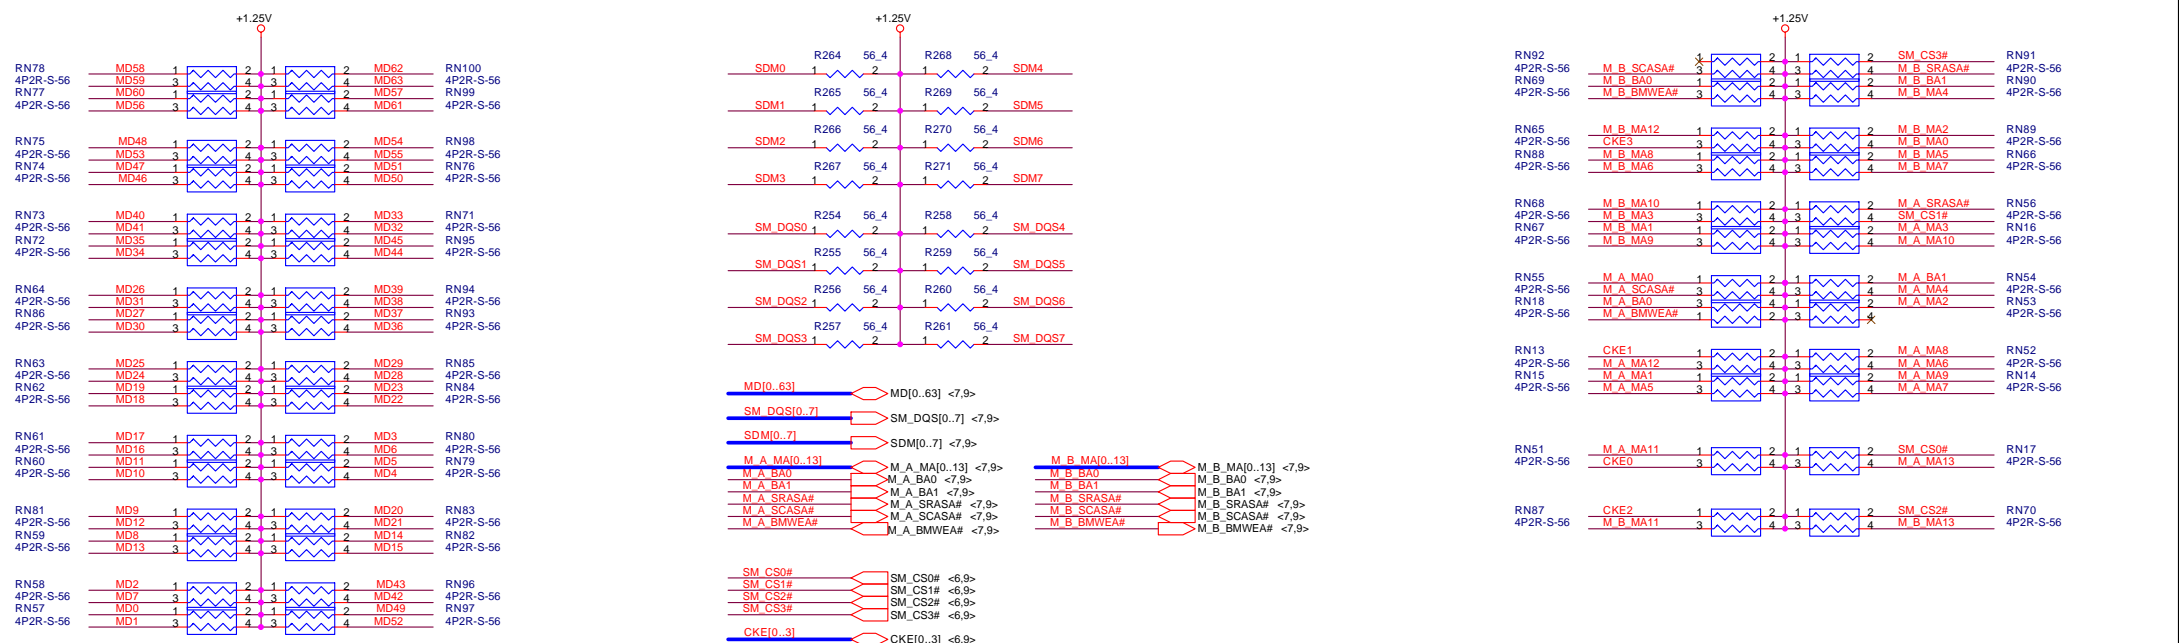 +1.25V
RN78 MD58 1 2 1 2 MD62 RN100
4P2R-S-56 MD59 3 4 3 4 MD63 4P2R-S-56
RN77 MD60 1 2 1 2 MD57 RN99
4P2R-S-56 MD56 3 4 3 4 MD61 4P2R-S-56
RN75 MD48 1 2 1 2 MD54 RN98
4P2R-S-56 MD53 3 4 3 4 MD55 4P2R-S-56
RN74 MD47 1 2 1 2 MD51 RN76
4P2R-S-56 MD46 3 4 3 4 MD50 4P2R-S-56
RN73 MD40 1 2 1 2 MD33 RN71
4P2R-S-56 MD41 3 4 3 4 MD32 4P2R-S-56
RN72 MD35 1 2 1 2 MD45 RN95
4P2R-S-56 MD34 3 4 3 4 MD44 4P2R-S-56
RN64 MD26 1 2 1 2 MD39 RN94
4P2R-S-56 MD31 3 4 3 4 MD38 4P2R-S-56
RN86 MD27 1 2 1 2 MD37 RN93
4P2R-S-56 MD30 3 4 3 4 MD36 4P2R-S-56
RN63 MD25 1 2 1 2 MD29 RN85
4P2R-S-56 MD24 3 4 3 4 MD28 4P2R-S-56
RN62 MD19 1 2 1 2 MD23 RN84
4P2R-S-56 MD18 3 4 3 4 MD22 4P2R-S-56
RN61 MD17 1 2 1 2 MD3 RN80
4P2R-S-56 MD16 3 4 3 4 MD6 4P2R-S-56
RN60 MD11 1 2 1 2 MD5 RN79
4P2R-S-56 MD10 3 4 3 4 MD4 4P2R-S-56
RN81 MD9 1 2 1 2 MD20 RN83
4P2R-S-56 MD12 3 4 3 4 MD21 4P2R-S-56
RN59 MD8 1 2 1 2 MD14 RN82
4P2R-S-56 MD13 3 4 3 4 MD15 4P2R-S-56
RN58 MD2 1 2 1 2 MD43 RN96
4P2R-S-56 MD7 3 4 3 4 MD42 4P2R-S-56
RN57 MD0 1 2 1 2 MD49 RN97
4P2R-S-56 MD1 3 4 3 4 MD52 4P2R-S-56
+1.25V
R264 56_4 R268 56_4
SDM0 1 2 1 2 SDM4
R265 56_4 R269 56_4
SDM1 1 2 1 2 SDM5
R266 56_4 R270 56_4
SDM2 1 2 1 2 SDM6
R267 56_4 R271 56_4
SDM3 1 2 1 2 SDM7
R254 56_4 R258 56_4
SM_DQS0 1 2 1 2 SM_DQS4
R255 56_4 R259 56_4
SM_DQS1 1 2 1 2 SM_DQS5
R256 56_4 R260 56_4
SM_DQS2 1 2 1 2 SM_DQS6
R257 56_4 R261 56_4
SM_DQS3 1 2 1 2 SM_DQS7
MD[0..63] MD[0..63] <7,9>
SM_DQS[0..7] SM_DQS[0..7] <7,9>
SDM[0..7] SDM[0..7] <7,9>
M_A_MA[0..13] M_A_MA[0..13] <7,9>
M_A_BA0 M_A_BA0 <7,9>
M_A_BA1 M_A_BA1 <7,9>
M_A_SRASA# M_A_SRASA# <7,9>
M_A_SCASA# M_A_SCASA# <7,9>
M_A_BMWEA# M_A_BMWEA# <7,9>
M_B_MA[0..13] M_B_MA[0..13] <7,9>
M_B_BA0 M_B_BA0 <7,9>
M_B_BA1 M_B_BA1 <7,9>
M_B_SRASA# M_B_SRASA# <7,9>
M_B_SCASA# M_B_SCASA# <7,9>
M_B_BMWEA# M_B_BMWEA# <7,9>
SM_CS0# SM_CS0# <6,9>
SM_CS1# SM_CS1# <6,9>
SM_CS2# SM_CS2# <6,9>
SM_CS3# SM_CS3# <6,9>
CKE[0..3] CKE[0..3] <6,9>
+1.25V
RN92 1 2 1 2 SM_CS3# RN91
4P2R-S-56 M_B_SCASA# 3 4 3 4 M_B_SRASA# 4P2R-S-56
RN69 M_B_BA0 1 2 1 2 M_B_BA1 RN90
4P2R-S-56 M_B_BMWEA# 3 4 3 4 M_B_MA4 4P2R-S-56
RN65 M_B_MA12 1 2 1 2 M_B_MA2 RN89
4P2R-S-56 CKE3 3 4 3 4 M_B_MA0 4P2R-S-56
RN88 M_B_MA8 1 2 1 2 M_B_MA5 RN66
4P2R-S-56 M_B_MA6 3 4 3 4 M_B_MA7 4P2R-S-56
RN68 M_B_MA10 1 2 1 2 M_A_SRASA# RN56
4P2R-S-56 M_B_MA3 3 4 3 4 SM_CS1# 4P2R-S-56
RN67 M_B_MA1 1 2 1 2 M_A_MA3 RN16
4P2R-S-56 M_B_MA9 3 4 3 4 M_A_MA10 4P2R-S-56
RN55 M_A_MA0 1 2 1 2 M_A_BA1 RN54
4P2R-S-56 M_A_SCASA# 3 4 3 4 M_A_MA4 4P2R-S-56
RN18 M_A_BA0 3 4 1 2 M_A_MA2 RN53
4P2R-S-56 M_A_BMWEA# 1 2 3 4 4P2R-S-56
RN13 CKE1 1 2 1 2 M_A_MA8 RN52
4P2R-S-56 M_A_MA12 3 4 3 4 M_A_MA6 4P2R-S-56
RN15 M_A_MA1 1 2 1 2 M_A_MA9 RN14
4P2R-S-56 M_A_MA5 3 4 3 4 M_A_MA7 4P2R-S-56
RN51 M_A_MA11 1 2 1 2 SM_CS0# RN17
4P2R-S-56 CKE0 3 4 3 4 M_A_MA13 4P2R-S-56
RN87 CKE2 1 2 1 2 SM_CS2# RN70
4P2R-S-56 M_B_MA11 3 4 3 4 M_B_MA13 4P2R-S-56